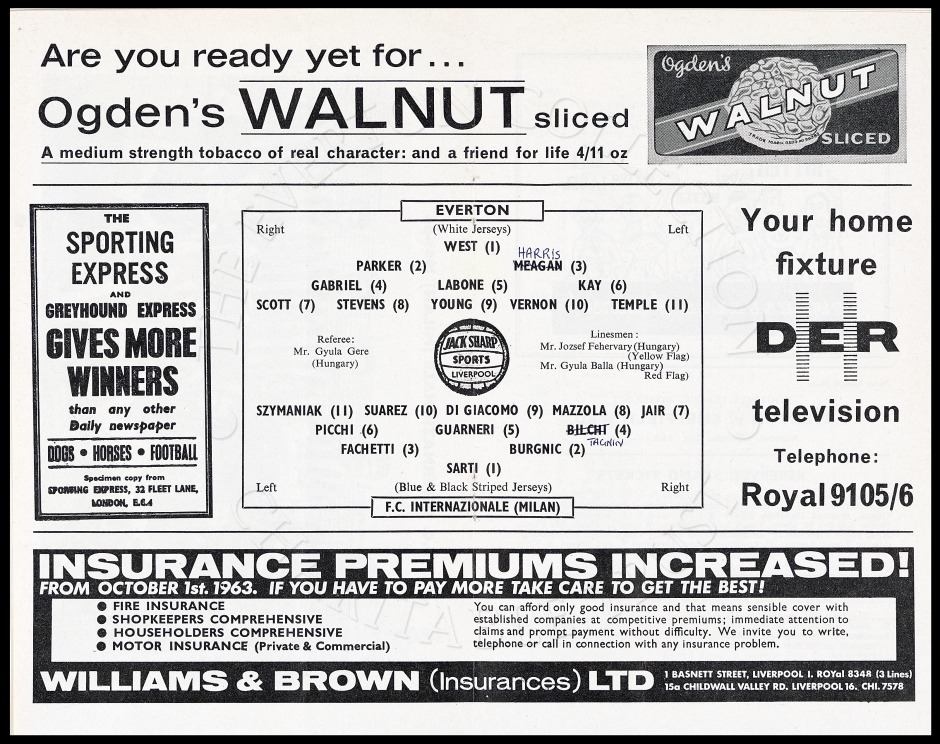 Are you ready yet for...
Ogden's WALNUT sliced
A medium strength tobacco of real character: and a friend for life 4/11 oz
Ogden's
WALNUT
SLICED
THE
SPORTING
EXPRESS
AND
GREYHOUND EXPRESS
GIVES MORE
WINNERS
than any other
Daily newspaper
DOGS • HORSES • FOOTBALL
Specimen copy from
SPORTING EXPRESS, 32 FLEET LANE,
LONDON, E.C.4
EVERTON
Right (White Jerseys) Left
WEST (1)
HARRIS
PARKER (2) MEAGAN (3)
GABRIEL (4) LABONE (5) KAY (6)
SCOTT (7) STEVENS (8) YOUNG (9) VERNON (10) TEMPLE (11)
Referee:
Mr. Gyula Gere
(Hungary)
JACK SHARP
SPORTS
LIVERPOOL
Linesmen :
Mr. Jozsef Fehervary (Hungary)
(Yellow Flag)
Mr. Gyula Balla (Hungary)
Red Flag)
SZYMANIAK (11) SUAREZ (10) DI GIACOMO (9) MAZZOLA (8) JAIR (7)
PICCHI (6) GUARNERI (5) BILCHI (4)
TAGNIN
FACHETTI (3) BURGNIC (2)
SARTI (1)
Left (Blue & Black Striped Jerseys) Right
F.C. INTERNAZIONALE (MILAN)
Your home
fixture
DER
television
Telephone:
Royal 9105/6
INSURANCE PREMIUMS INCREASED!
FROM OCTOBER 1st. 1963. IF YOU HAVE TO PAY MORE TAKE CARE TO GET THE BEST!
● FIRE INSURANCE
● SHOPKEEPERS COMPREHENSIVE
● HOUSEHOLDERS COMPREHENSIVE
● MOTOR INSURANCE (Private & Commercial)
You can afford only good insurance and that means sensible cover with
established companies at competitive premiums; immediate attention to
claims and prompt payment without difficulty. We invite you to write,
telephone or call in connection with any insurance problem.
WILLIAMS & BROWN (Insurances) LTD
1 BASNETT STREET, LIVERPOOL 1. ROYal 8348 (3 Lines)
15a CHILDWALL VALLEY RD. LIVERPOOL 16. CHI. 7578